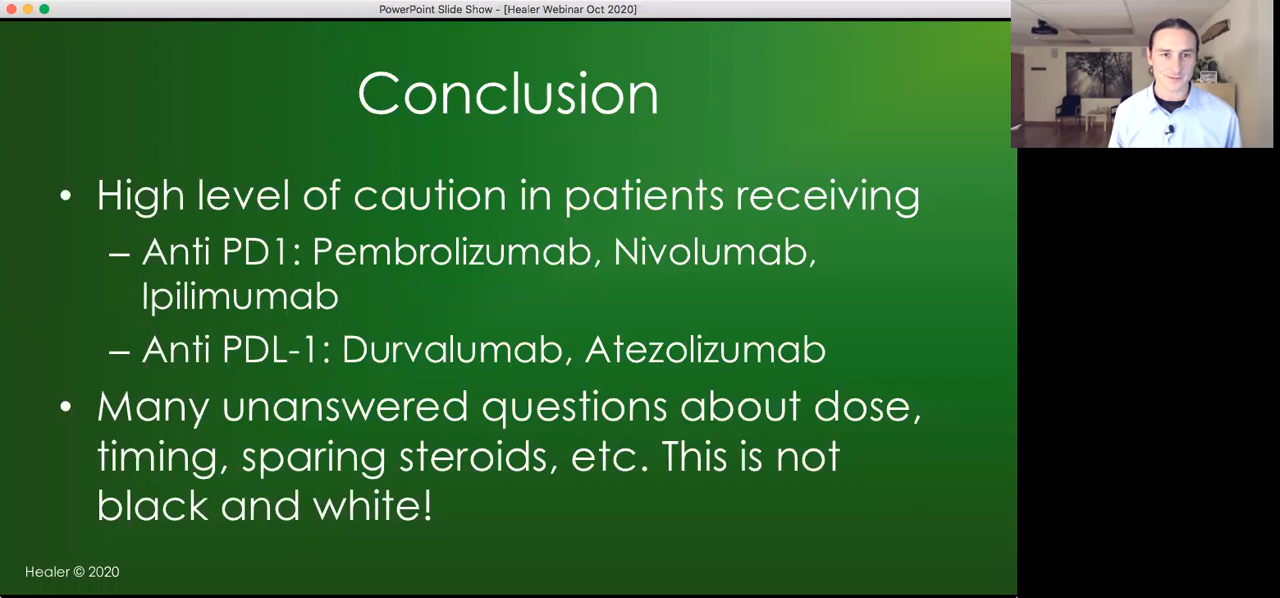 PowerPoint Slide Show - [Healer Webinar Oct 2020]
Conclusion
• High level of caution in patients receiving
– Anti PD1: Pembrolizumab, Nivolumab,
Ipilimumab
– Anti PDL-1: Durvalumab, Atezolizumab
• Many unanswered questions about dose,
timing, sparing steroids, etc. This is not
black and white!
Healer © 2020